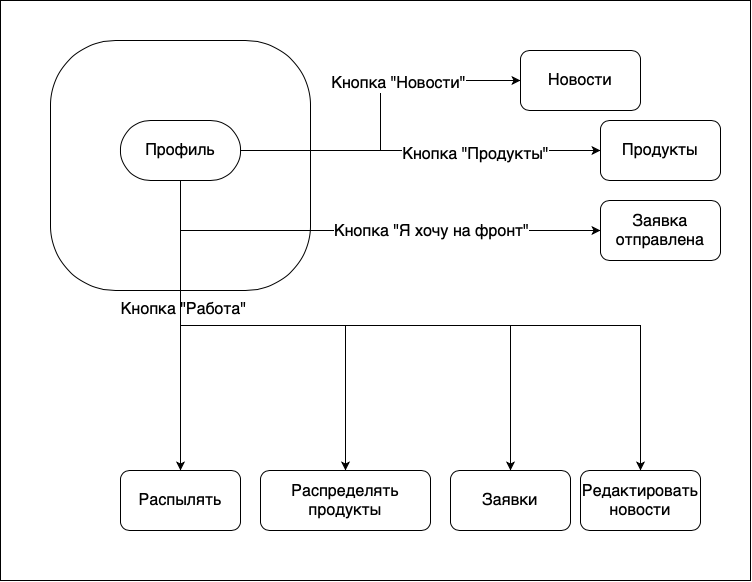 Кнопка "Новости"
Новости
Профиль
Кнопка "Продукты"
Продукты
Кнопка "Я хочу на фронт"
Заявка
отправлена
Кнопка "Работа"
Распылять
Распределять
продукты
Заявки
Редактировать
новости